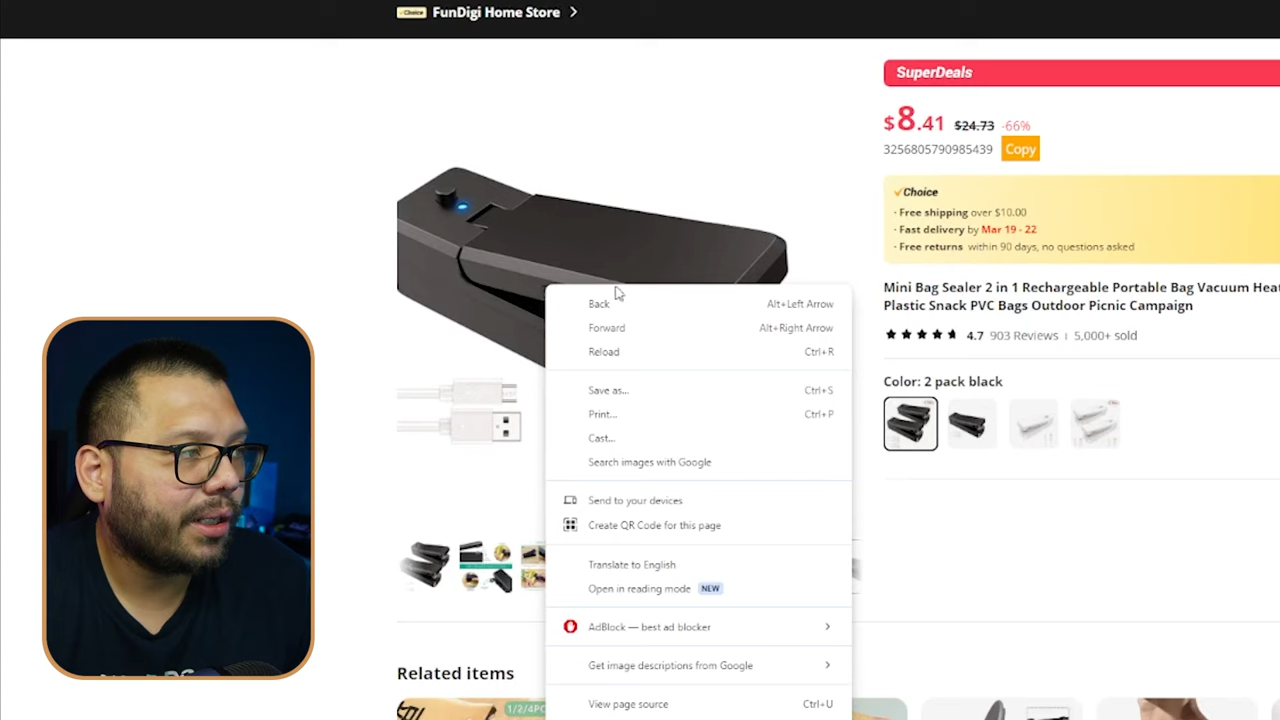 Choice FunDigi Home Store >
SuperDeals
$8.41 $24.73 -66%
3256805790985439 Copy
Choice
· Free shipping over $10.00
· Fast delivery by Mar 19 - 22
· Free returns within 90 days, no questions asked
Mini Bag Sealer 2 in 1 Rechargeable Portable Bag Vacuum
Plastic Snack PVC Bags Outdoor Picnic Campaign
4.7 903 Reviews 5,000+ sold
Color: 2 pack black
Back Alt+Left Arrow
Forward Alt+Right Arrow
Reload Ctrl+R
Save as... Ctrl+S
Print... Ctrl+P
Cast...
Search images with Google
Send to your devices
Create QR Code for this page
Translate to English
Open in reading mode NEW
AdBlock — best ad blocker >
Get image descriptions from Google >
View page source Ctrl+U
Related items